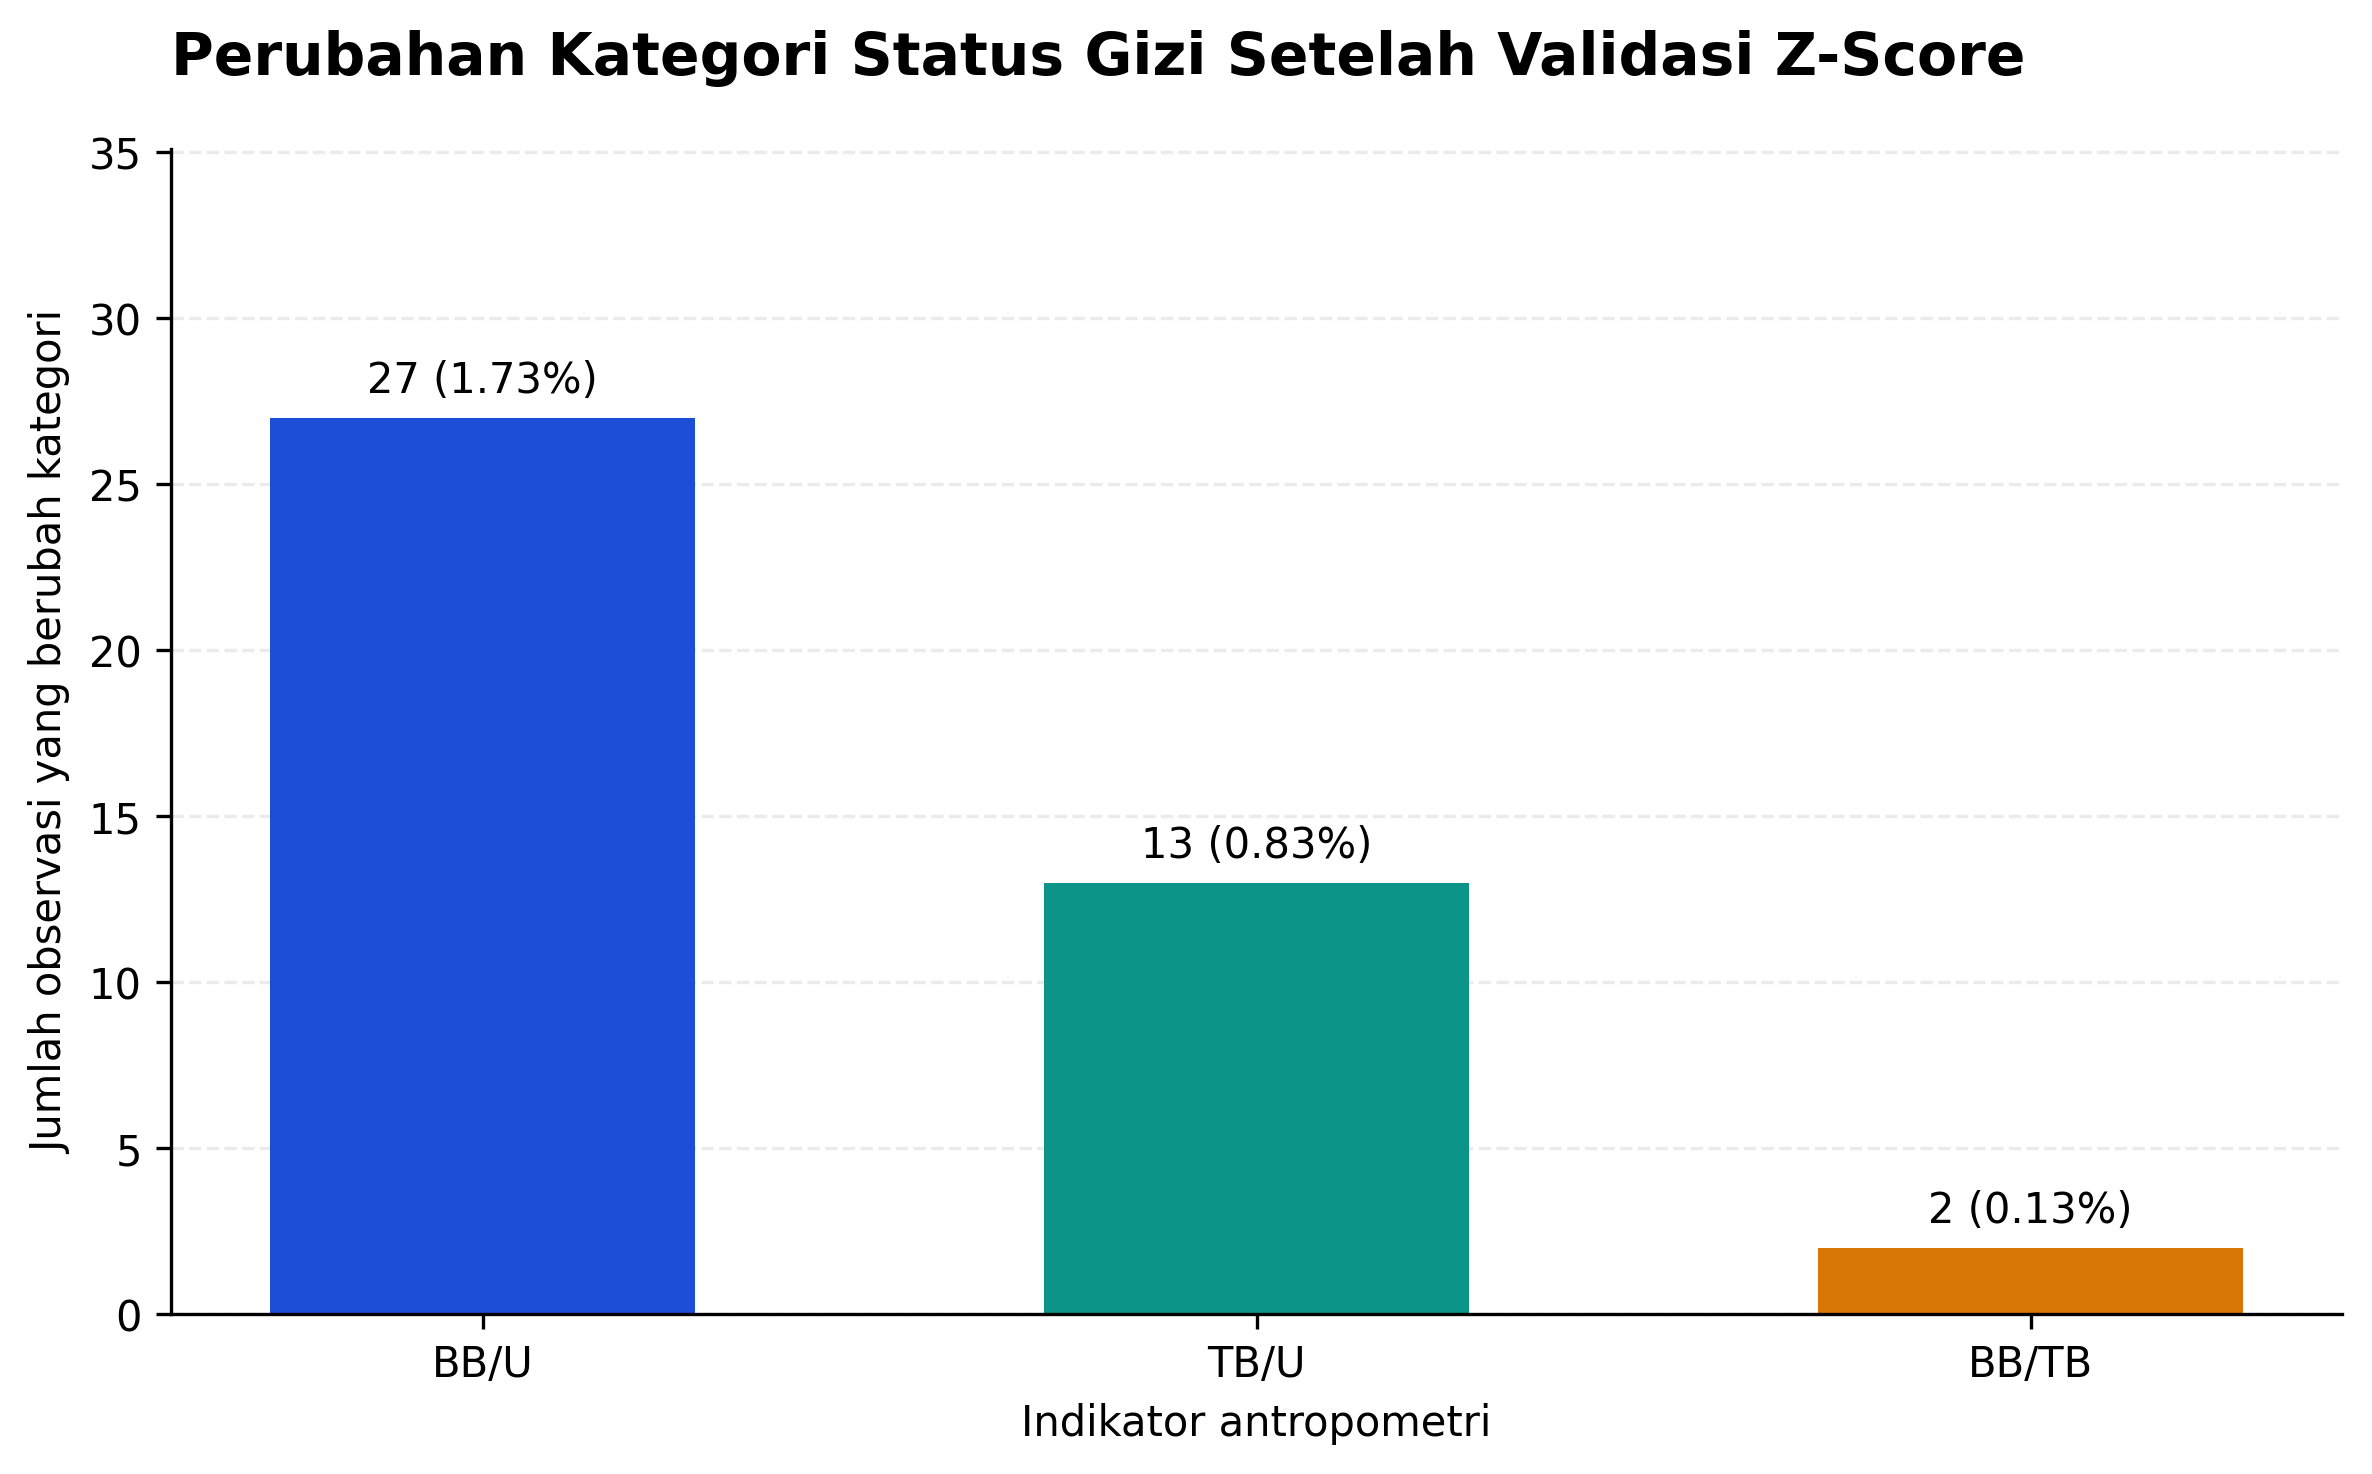 Perubahan Kategori Status Gizi Setelah Validasi Z-Score
Jumlah observasi yang berubah kategori
35
30
25
20
15
10
5
0
27 (1.73%)
13 (0.83%)
2 (0.13%)
BB/U
TB/U
BB/TB
Indikator antropometri